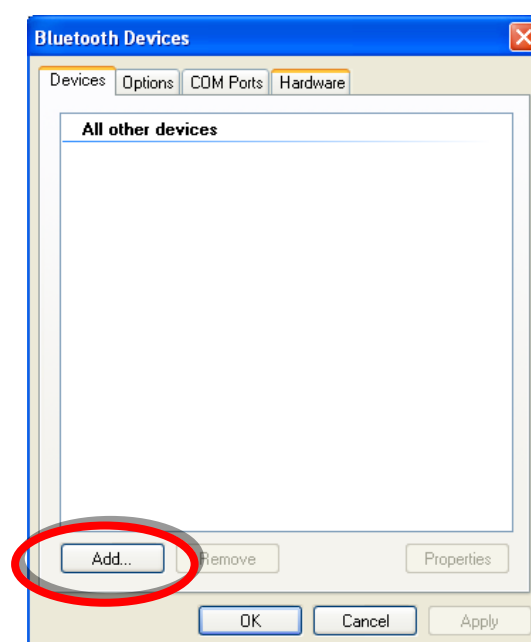 Bluetooth Devices
Devices Options COM Ports Hardware
All other devices
Add... Remove Properties
OK Cancel Apply